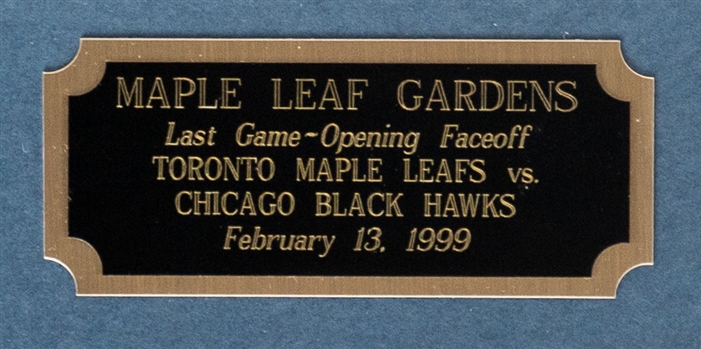 MAPLE LEAF GARDENS
Last Game~Opening Faceoff
TORONTO MAPLE LEAFS vs.
CHICAGO BLACK HAWKS
February 13, 1999